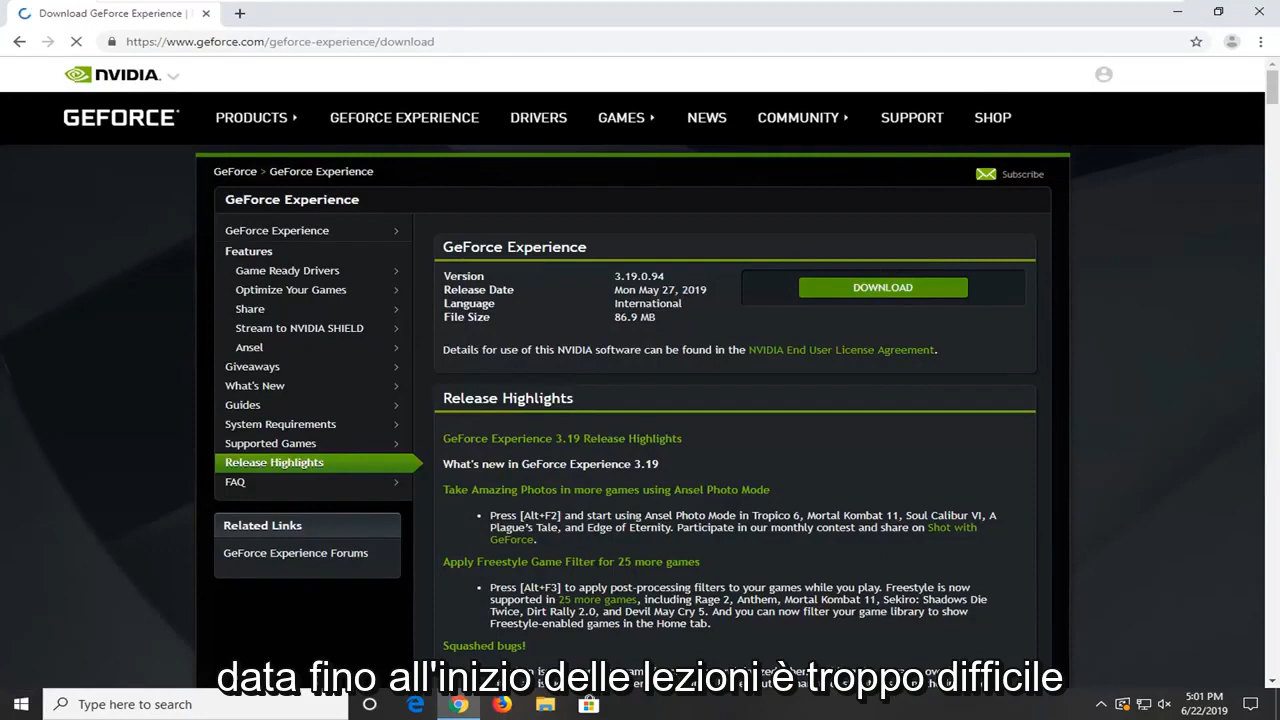 Download GeForce Experience |
https://www.geforce.com/geforce-experience/download
NVIDIA.
GEFORCE
PRODUCTS
GEFORCE EXPERIENCE
DRIVERS
GAMES
NEWS
COMMUNITY
SUPPORT
SHOP
GeForce > GeForce Experience
Subscribe
GeForce Experience
GeForce Experience
Features
Game Ready Drivers
Optimize Your Games
Share
Stream to NVIDIA SHIELD
Ansel
Giveaways
What's New
Guides
System Requirements
Supported Games
Release Highlights
FAQ
Related Links
GeForce Experience Forums
GeForce Experience
Version 3.19.0.94
Release Date Mon May 27, 2019
Language International
File Size 86.9 MB
DOWNLOAD
Details for use of this NVIDIA software can be found in the NVIDIA End User License Agreement.
Release Highlights
GeForce Experience 3.19 Release Highlights
What's new in GeForce Experience 3.19
Take Amazing Photos in more games using Ansel Photo Mode
• Press [Alt+F2] and start using Ansel Photo Mode in Tropico 6, Mortal Kombat 11, Soul Calibur VI, A
Plague's Tale, and Edge of Eternity. Participate in our monthly contest and share on Shot with
GeForce.
Apply Freestyle Game Filter for 25 more games
• Press [Alt+F3] to apply post-processing filters to your games while you play. Freestyle is now
supported in 25 more games, including Rage 2, Anthem, Mortal Kombat 11, Sekiro: Shadows Die
Twice, Dirt Rally 2.0, and Devil May Cry 5. And you can now filter your game library to show
Freestyle-enabled games in the Home tab.
Squashed bugs!
data fino all'inizio delle lezioni è troppo difficile
Type here to search
5:01 PM
6/22/2019